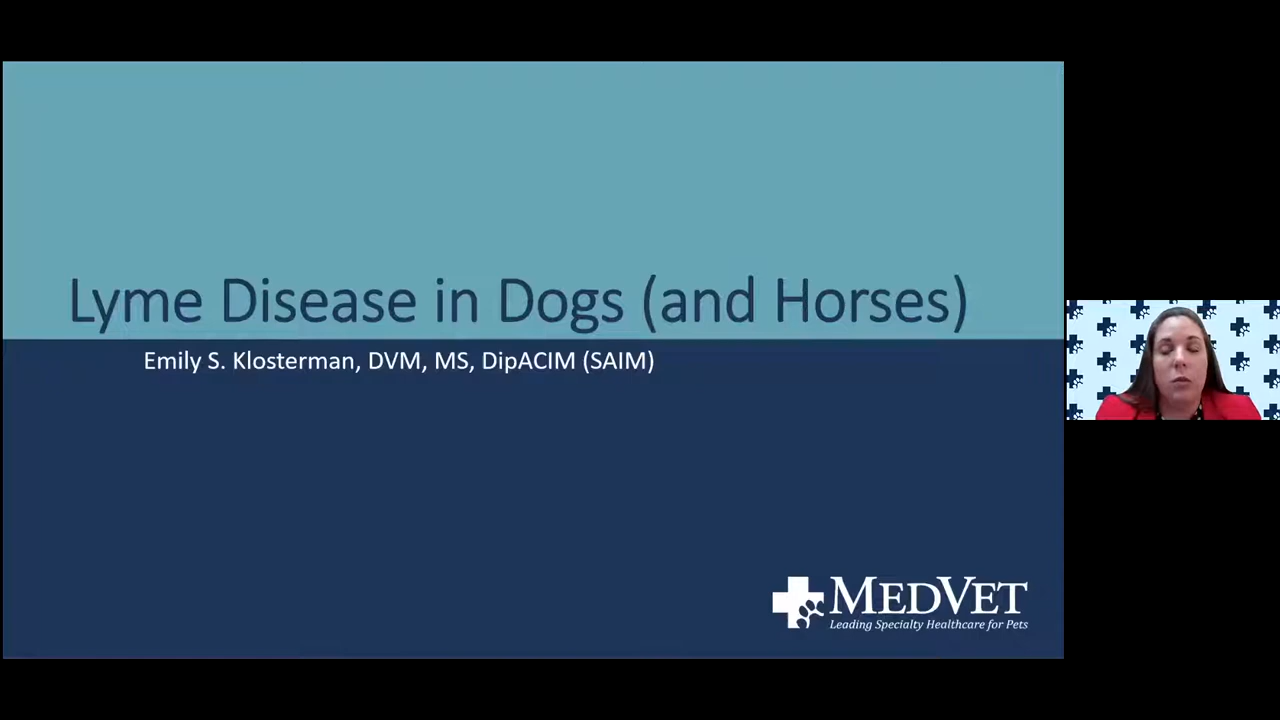 Lyme Disease in Dogs (and Horses)
Emily S. Klosterman, DVM, MS, DipACIM (SAIM)
MEDVET
Leading Specialty Healthcare for Pets